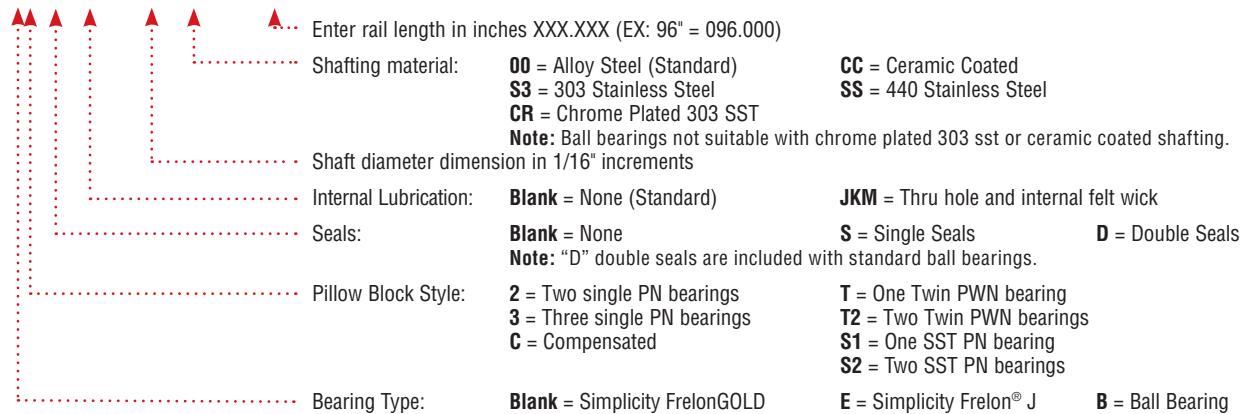 Enter rail length in inches XXX.XXX (EX: 96" = 096.000)
Shafting material: 00 = Alloy Steel (Standard) CC = Ceramic Coated
S3 = 303 Stainless Steel SS = 440 Stainless Steel
CR = Chrome Plated 303 SST
Note: Ball bearings not suitable with chrome plated 303 sst or ceramic coated shafting.
Shaft diameter dimension in 1/16" increments
Internal Lubrication: Blank = None (Standard) JKM = Thru hole and internal felt wick
Seals: Blank = None S = Single Seals D = Double Seals
Note: “D” double seals are included with standard ball bearings.
Pillow Block Style: 2 = Two single PN bearings T = One Twin PWN bearing
3 = Three single PN bearings T2 = Two Twin PWN bearings
C = Compensated S1 = One SST PN bearing
S2 = Two SST PN bearings
Bearing Type: Blank = Simplicity FrelonGOLD E = Simplicity Frelon® J B = Ball Bearing